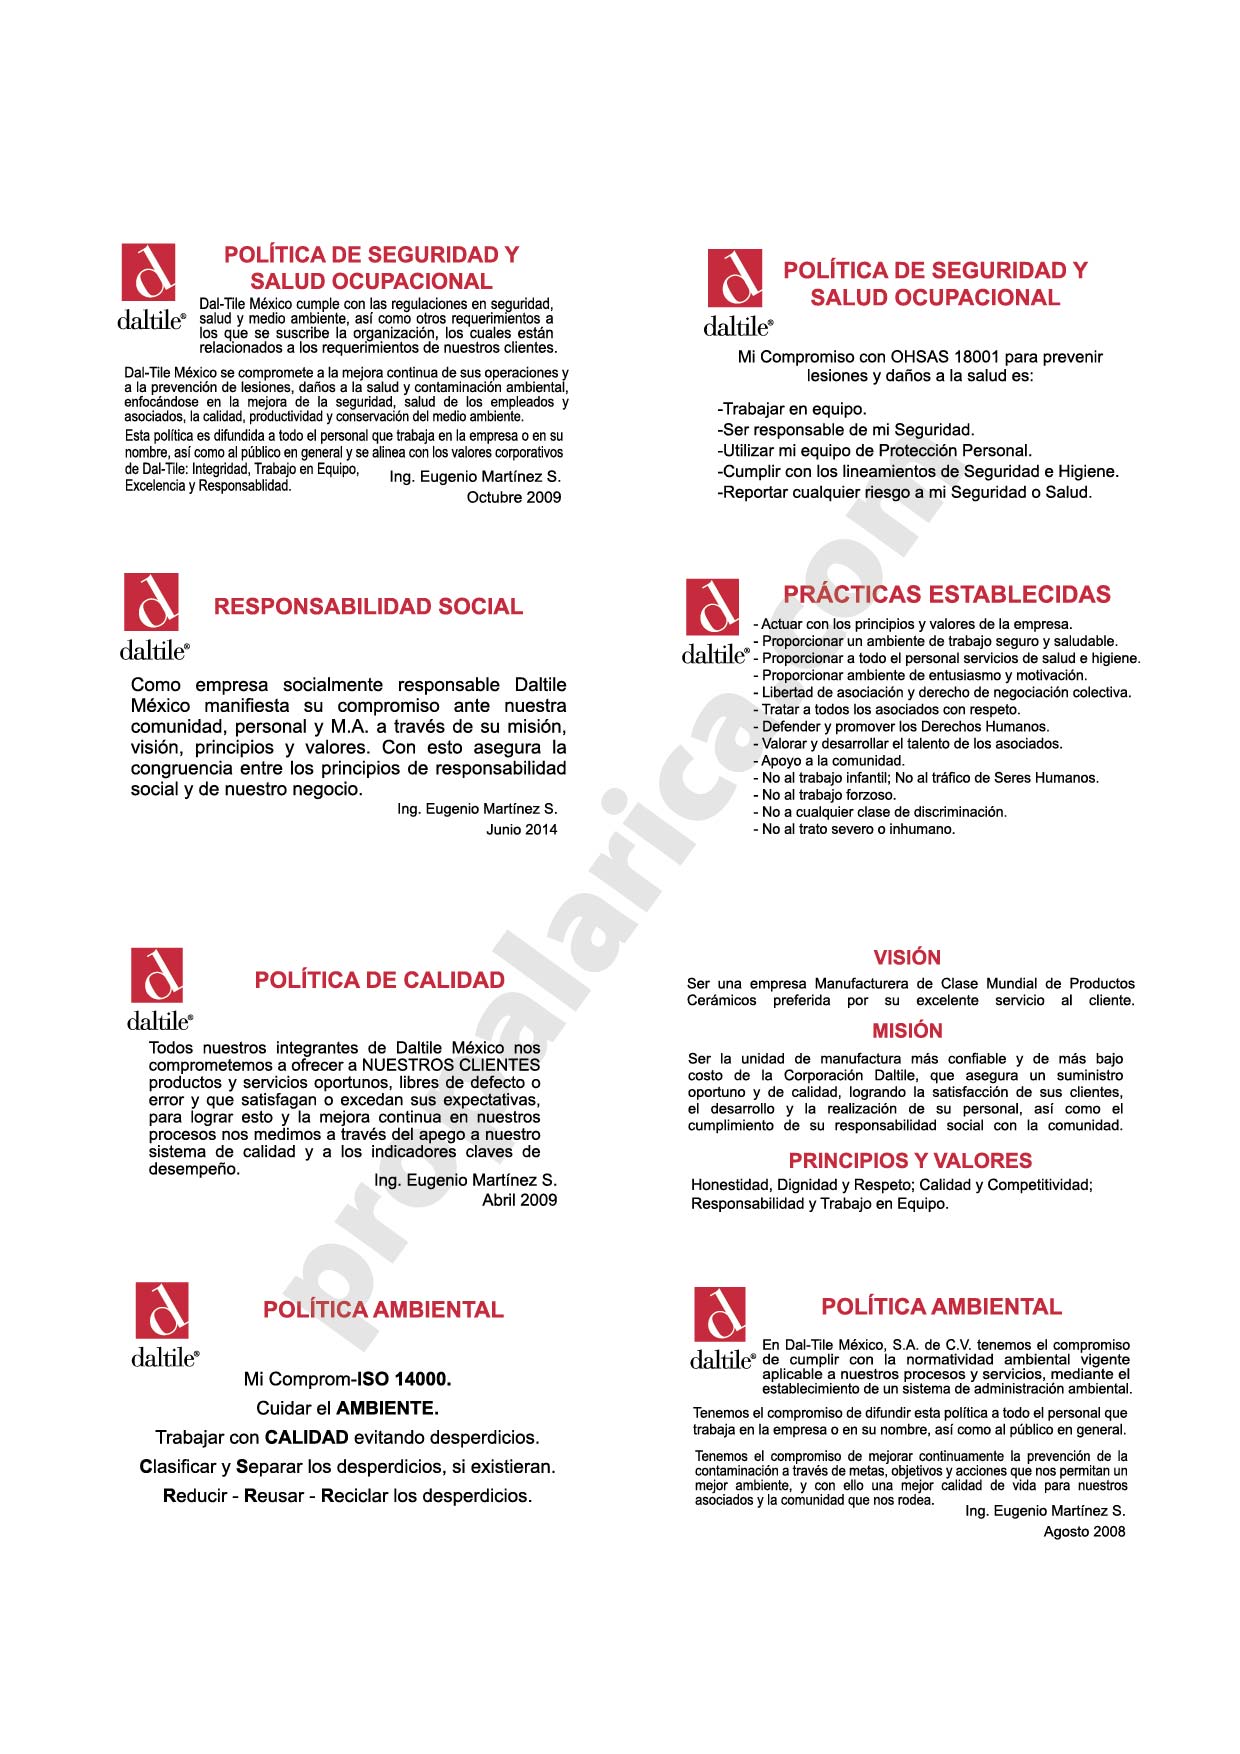 daltile®
POLÍTICA DE SEGURIDAD Y
SALUD OCUPACIONAL
Dal-Tile México cumple con las regulaciones en seguridad,
salud y medio ambiente, así como otros requerimientos a
los que se suscribe la organización, los cuales están
relacionados a los requerimientos de nuestros clientes.
Dal-Tile México se compromete a la mejora continua de sus operaciones y
a la prevención de lesiones, daños a la salud y contaminación ambiental,
enfocándose en la mejora de la seguridad, salud de los empleados y
asociados, la calidad, productividad y conservación del medio ambiente.
Esta política es difundida a todo el personal que trabaja en la empresa o en su
nombre, así como al público en general y se alinea con los valores corporativos
de Dal-Tile: Integridad, Trabajo en Equipo,
Excelencia y Responsablidad.
Ing. Eugenio Martínez S.
Octubre 2009
daltile®
POLÍTICA DE SEGURIDAD Y
SALUD OCUPACIONAL
Mi Compromiso con OHSAS 18001 para prevenir
lesiones y daños a la salud es:
-Trabajar en equipo.
-Ser responsable de mi Seguridad.
-Utilizar mi equipo de Protección Personal.
-Cumplir con los lineamientos de Seguridad e Higiene.
-Reportar cualquier riesgo a mi Seguridad o Salud.
daltile®
RESPONSABILIDAD SOCIAL
Como empresa socialmente responsable Daltile
México manifiesta su compromiso ante nuestra
comunidad, personal y M.A. a través de su misión,
visión, principios y valores. Con esto asegura la
congruencia entre los principios de responsabilidad
social y de nuestro negocio.
Ing. Eugenio Martínez S.
Junio 2014
daltile®
PRÁCTICAS ESTABLECIDAS
- Actuar con los principios y valores de la empresa.
- Proporcionar un ambiente de trabajo seguro y saludable.
- Proporcionar a todo el personal servicios de salud e higiene.
- Proporcionar ambiente de entusiasmo y motivación.
- Libertad de asociación y derecho de negociación colectiva.
- Tratar a todos los asociados con respeto.
- Defender y promover los Derechos Humanos.
- Valorar y desarrollar el talento de los asociados.
- Apoyo a la comunidad.
- No al trabajo infantil; No al tráfico de Seres Humanos.
- No al trabajo forzoso.
- No a cualquier clase de discriminación.
- No al trato severo o inhumano.
daltile®
POLÍTICA DE CALIDAD
Todos nuestros integrantes de Daltile México nos
comprometemos a ofrecer a NUESTROS CLIENTES
productos y servicios oportunos, libres de defecto o
error y que satisfagan o excedan sus expectativas,
para lograr esto y la mejora continua en nuestros
procesos nos medimos a través del apego a nuestro
sistema de calidad y a los indicadores claves de
desempeño.
Ing. Eugenio Martínez S.
Abril 2009
VISIÓN
Ser una empresa Manufacturera de Clase Mundial de Productos
Cerámicos preferida por su excelente servicio al cliente.
MISIÓN
Ser la unidad de manufactura más confiable y de más bajo
costo de la Corporación Daltile, que asegura un suministro
oportuno y de calidad, logrando la satisfacción de sus clientes,
el desarrollo y la realización de su personal, así como el
cumplimiento de su responsabilidad social con la comunidad.
PRINCIPIOS Y VALORES
Honestidad, Dignidad y Respeto; Calidad y Competitividad;
Responsabilidad y Trabajo en Equipo.
daltile®
POLÍTICA AMBIENTAL
Mi Comprom-ISO 14000.
Cuidar el AMBIENTE.
Trabajar con CALIDAD evitando desperdicios.
Clasificar y Separar los desperdicios, si existieran.
Reducir - Reusar - Reciclar los desperdicios.
daltile®
POLÍTICA AMBIENTAL
En Dal-Tile México, S.A. de C.V. tenemos el compromiso
de cumplir con la normatividad ambiental vigente
aplicable a nuestros procesos y servicios, mediante el
establecimiento de un sistema de administración ambiental.
Tenemos el compromiso de difundir esta política a todo el personal que
trabaja en la empresa o en su nombre, así como al público en general.
Tenemos el compromiso de mejorar continuamente la prevención de la
contaminación a través de metas, objetivos y acciones que nos permitan un
mejor ambiente, y con ello una mejor calidad de vida para nuestros
asociados y la comunidad que nos rodea.
Ing. Eugenio Martínez S.
Agosto 2008
proqalarica.com